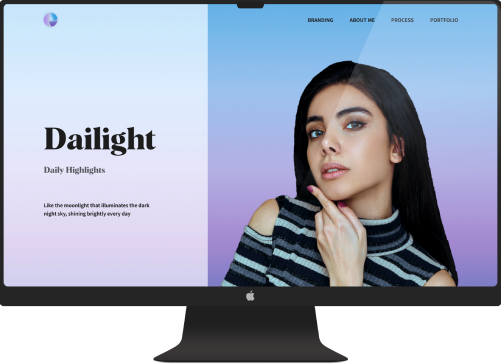 BRANDING ABOUT ME PROCESS PORTFOLIO
Dailight
Daily Highlights
Like the moonlight that illuminates the dark
night sky, shining brightly every day